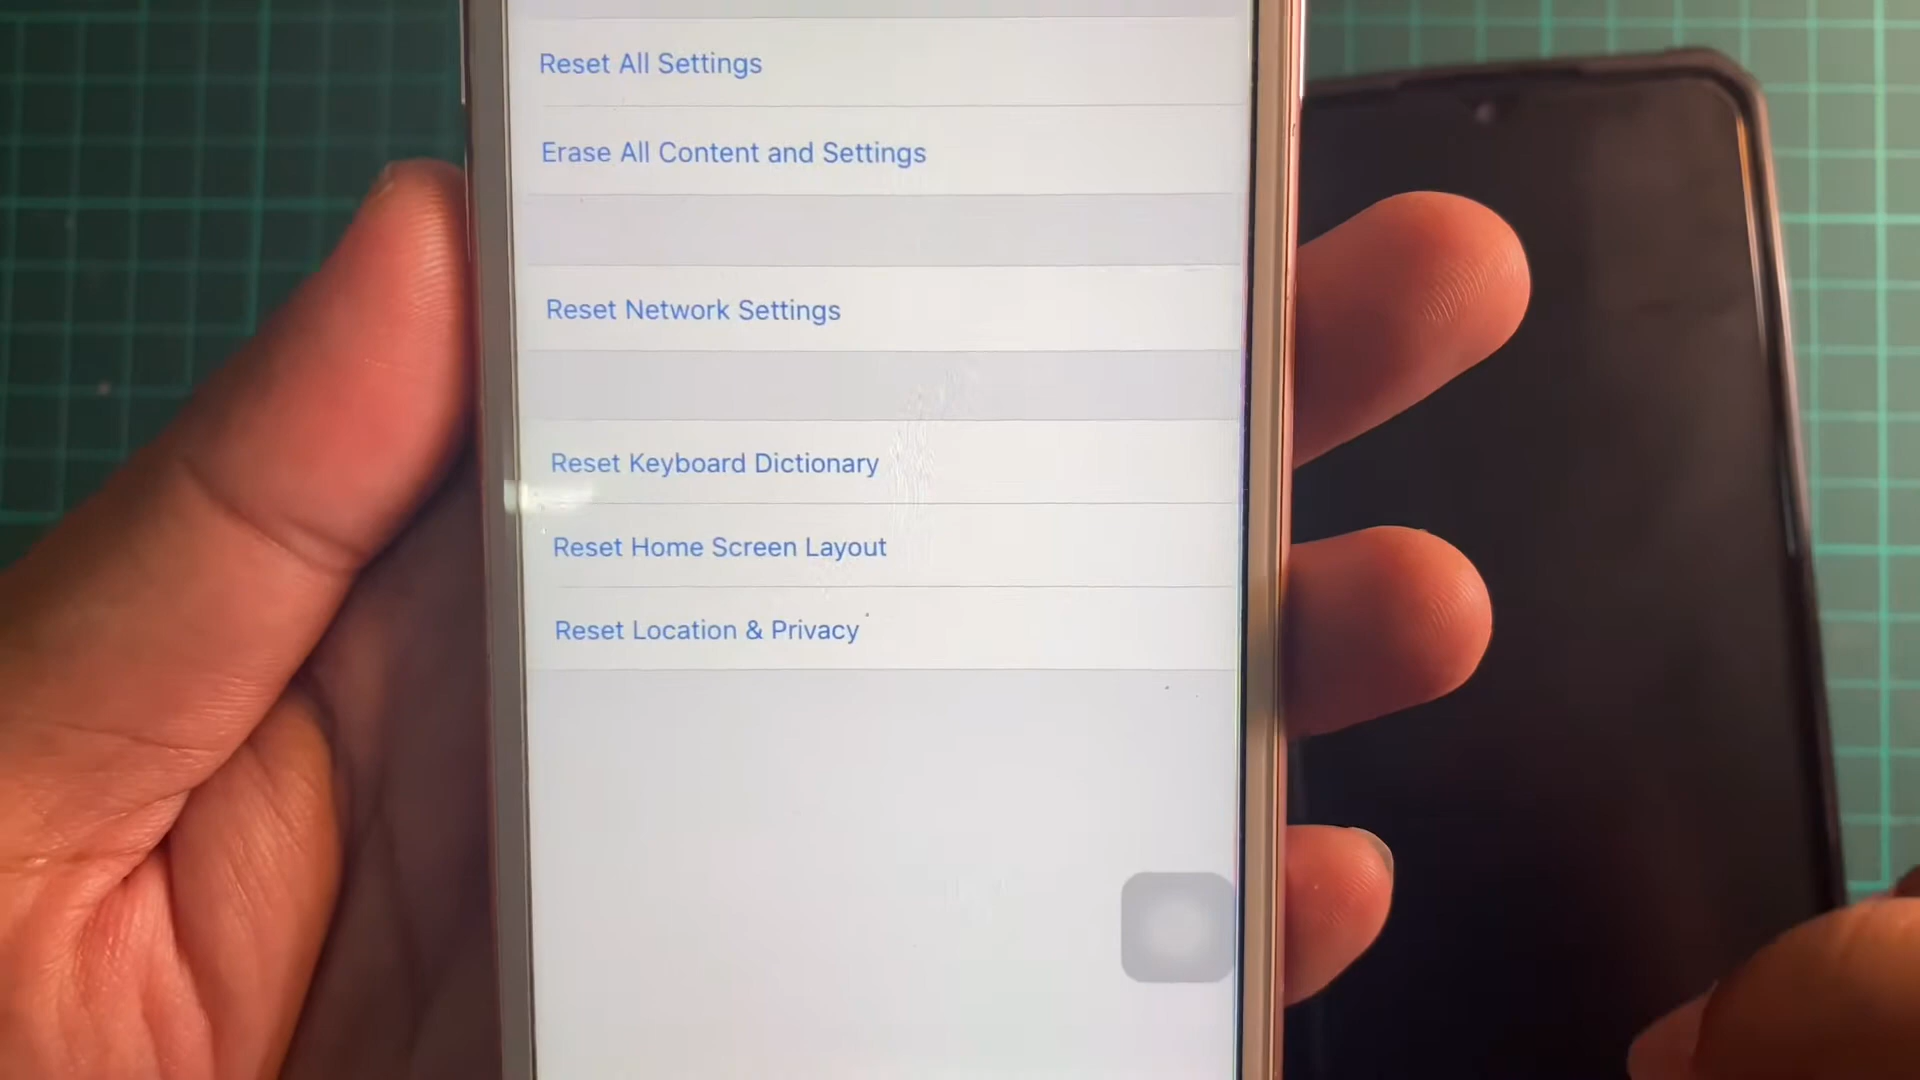 Reset All Settings
Erase All Content and Settings
Reset Network Settings
Reset Keyboard Dictionary
Reset Home Screen Layout
Reset Location & Privacy